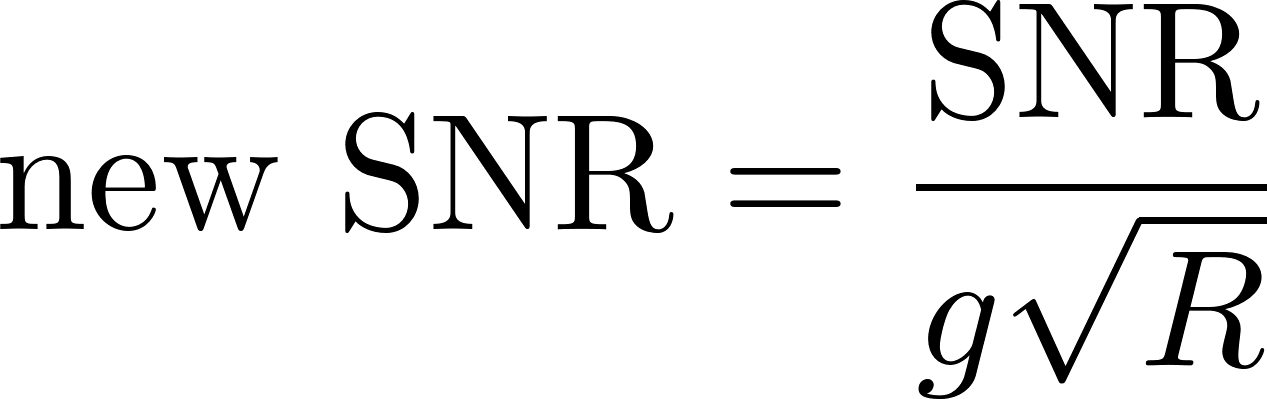 new SNR = SNR / g√R